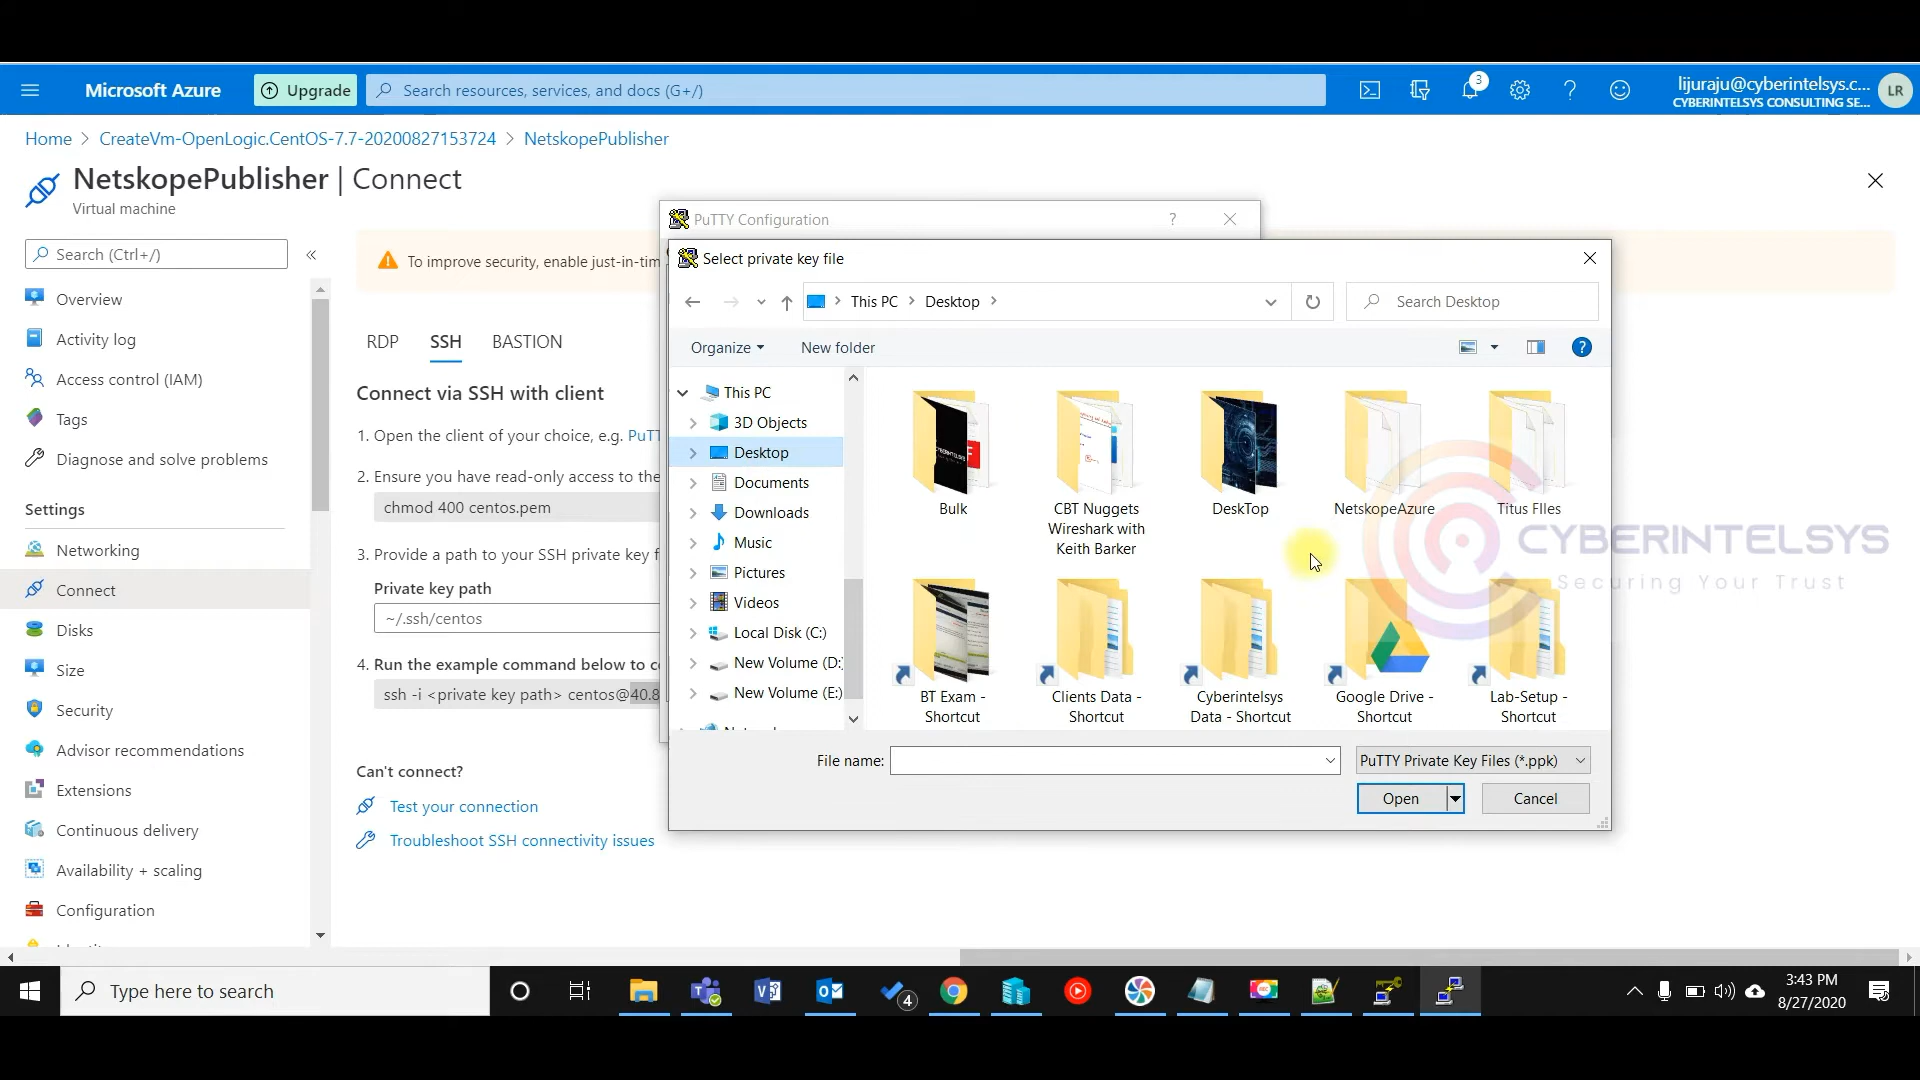 Microsoft Azure
Upgrade
Search resources, services, and docs (G+/)
3
lijuraju@cyberintelsys.c...
CYBERINTELSYS CONSULTING SE...
LR
Home > CreateVm-OpenLogic.CentOS-7.7-20200827153724 > NetskopePublisher
NetskopePublisher | Connect
Virtual machine
Search (Ctrl+/)
«
Overview
Activity log
Access control (IAM)
Tags
Diagnose and solve problems
Settings
Networking
Connect
Disks
Size
Security
Advisor recommendations
Extensions
Continuous delivery
Availability + scaling
Configuration
To improve security, enable just-in-tim
RDP
SSH
BASTION
Connect via SSH with client
1. Open the client of your choice, e.g. PuTT
2. Ensure you have read-only access to the
chmod 400 centos.pem
3. Provide a path to your SSH private key f
Private key path
~/.ssh/centos
4. Run the example command below to co
ssh -i <private key path> centos@40.8
Can't connect?
Test your connection
Troubleshoot SSH connectivity issues
PuTTY Configuration
?
Select private key file
This PC > Desktop >
Search Desktop
Organize
New folder
?
This PC
3D Objects
Desktop
Documents
Downloads
Music
Pictures
Videos
Local Disk (C:)
New Volume (D:)
New Volume (E:)
Bulk
CBT Nuggets
Wireshark with
Keith Barker
DeskTop
NetskopeAzure
Titus FIles
BT Exam -
Shortcut
Clients Data -
Shortcut
Cyberintelsys
Data - Shortcut
Google Drive -
Shortcut
Lab-Setup -
Shortcut
File name:
PuTTY Private Key Files (*.ppk)
Open
Cancel
CYBERINTELSYS
Securing Your Trust
Type here to search
4
3:43 PM
8/27/2020